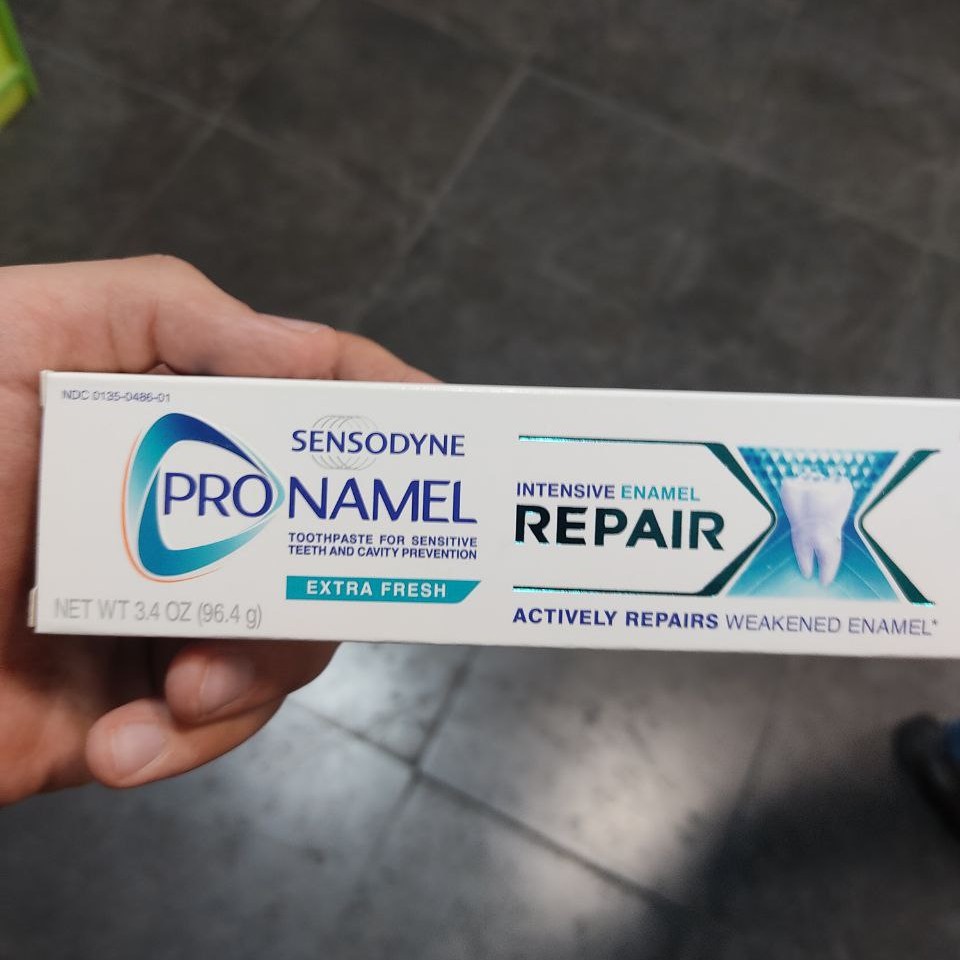 NDC 0135-0486-01
SENSODYNE
PRONAMEL
TOOTHPASTE FOR SENSITIVE
TEETH AND CAVITY PREVENTION
EXTRA FRESH
NET WT 3.4 OZ (96.4 g)
INTENSIVE ENAMEL
REPAIR
ACTIVELY REPAIRS WEAKENED ENAMEL*